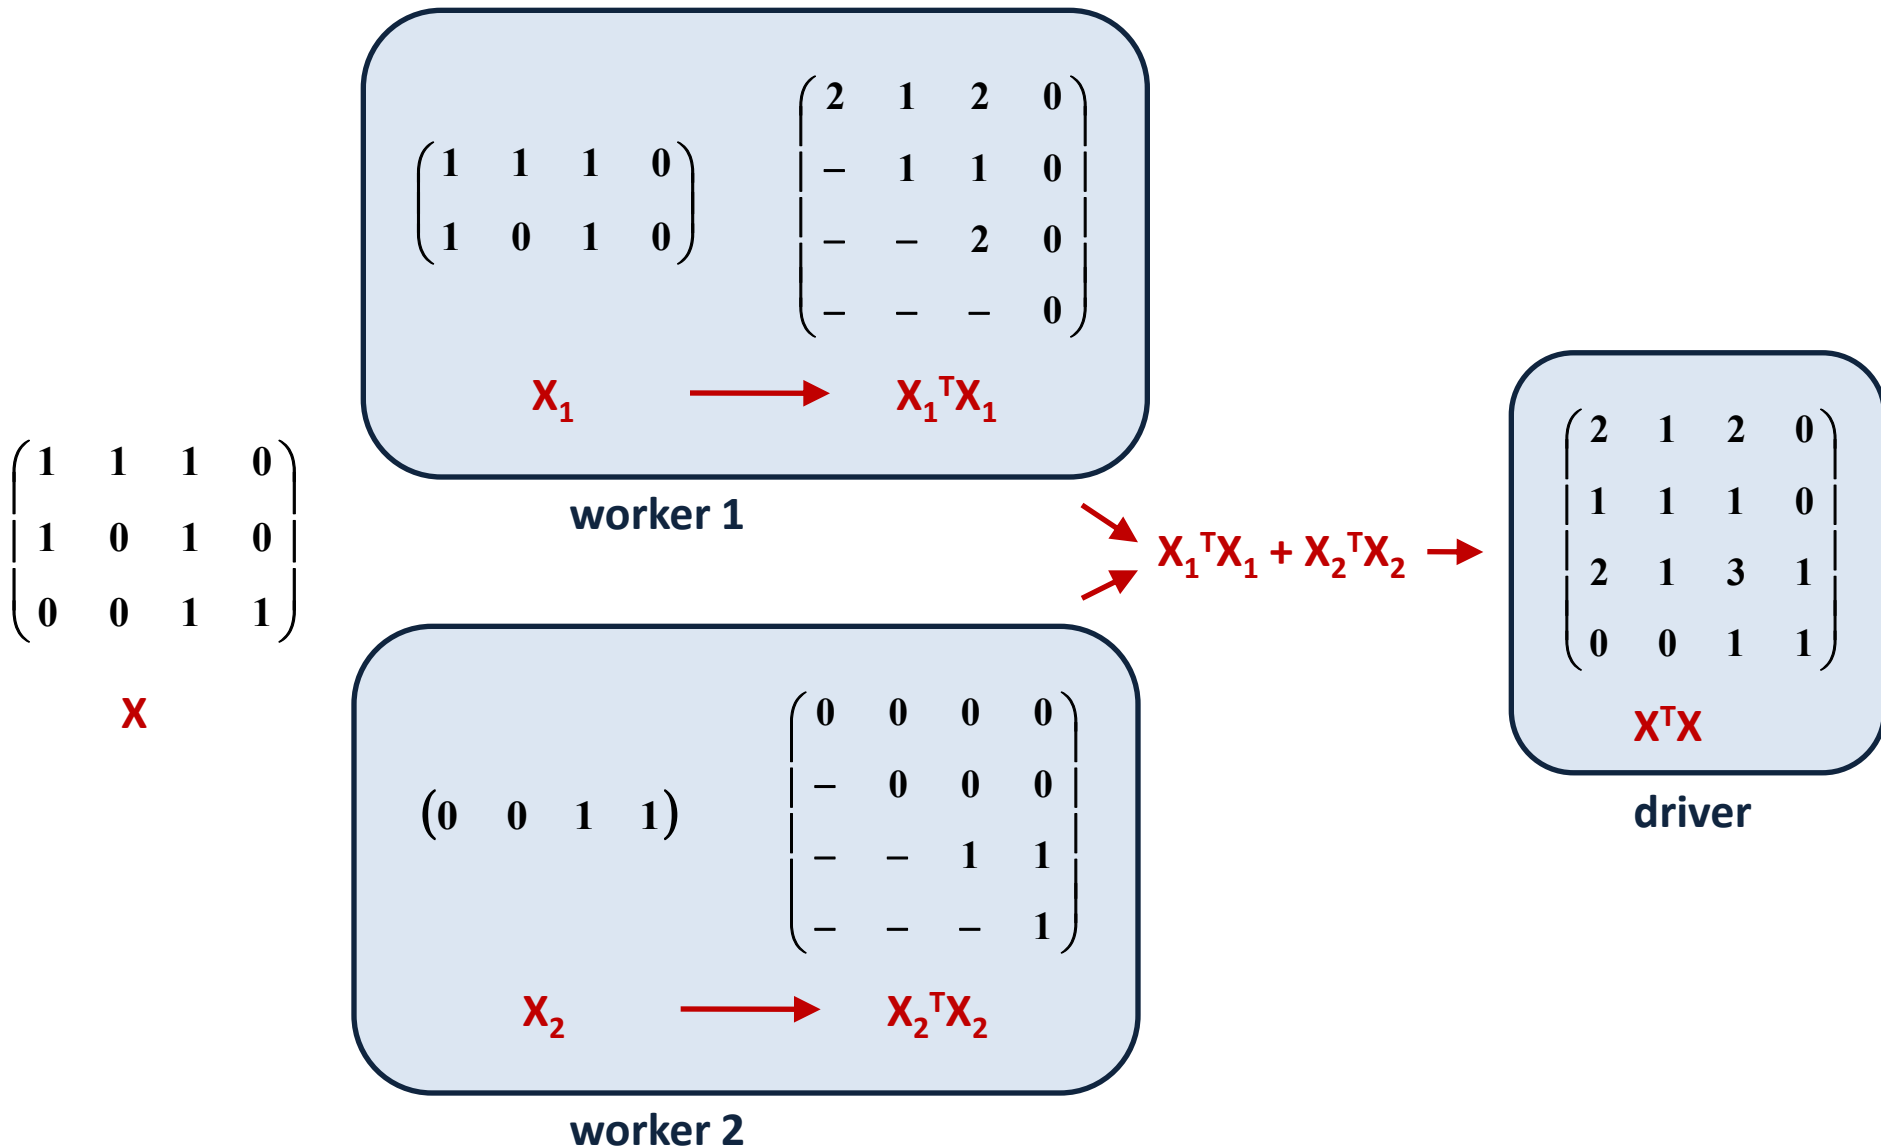 1 1 1 0
1 0 1 0
0 0 1 1
X
1 1 1 0
1 0 1 0
X₁
2 1 2 0
– 1 1 0
– – 2 0
– – – 0
X₁ᵀX₁
worker 1
(0 0 1 1)
X₂
0 0 0 0
– 0 0 0
– – 1 1
– – – 1
X₂ᵀX₂
worker 2
X₁ᵀX₁ + X₂ᵀX₂
2 1 2 0
1 1 1 0
2 1 3 1
0 0 1 1
XᵀX
driver